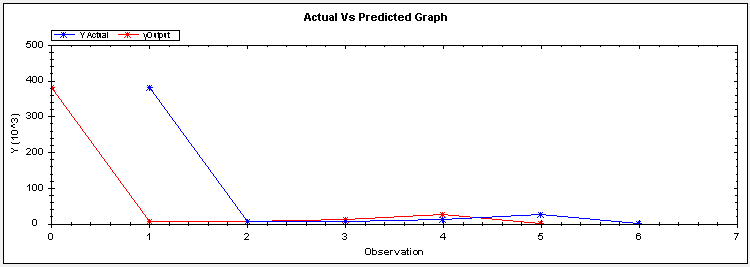 Actual Vs Predicted Graph
Y Actual yOutput
500
400
300
200
100
0
Y (10^3)
0 1 2 3 4 5 6 7
Observation